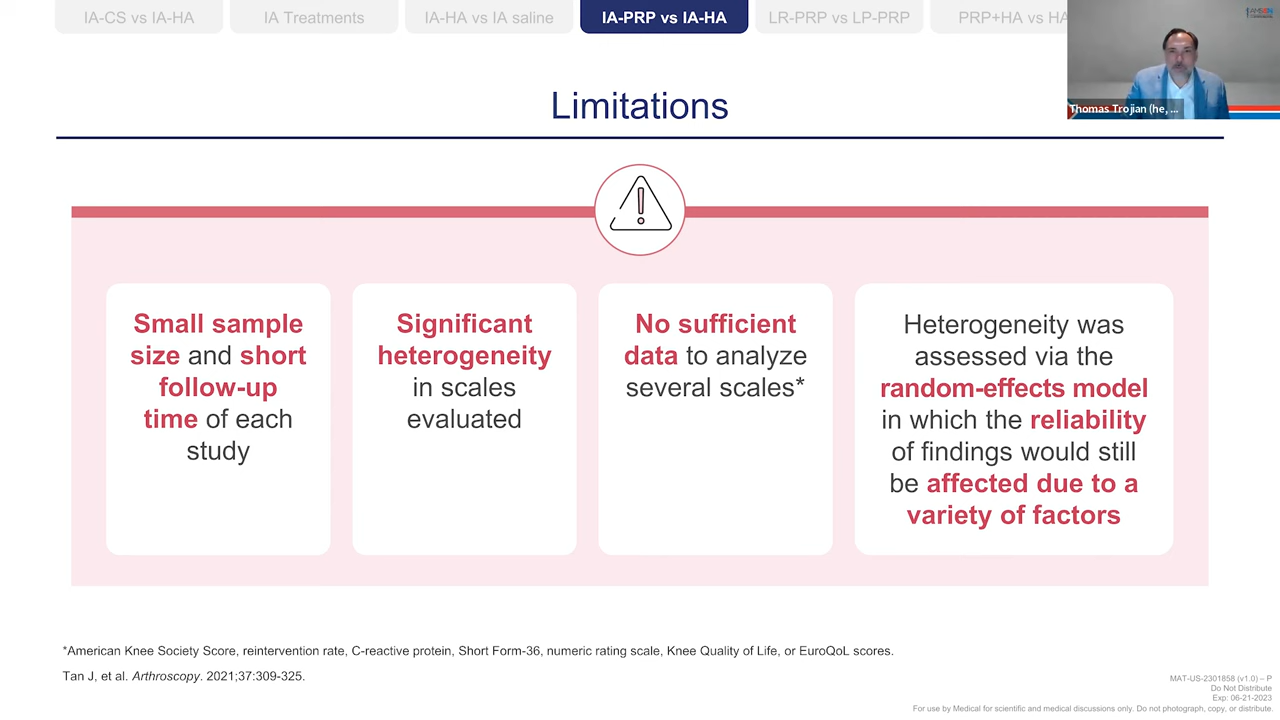 IA-CS vs IA-HA
IA Treatments
IA-HA vs IA saline
IA-PRP vs IA-HA
LR-PRP vs LP-PRP
PRP+HA vs HA
Thomas Trojan (he, ...
Limitations
Small sample
size and short
follow-up
time of each
study
Significant
heterogeneity
in scales
evaluated
No sufficient
data to analyze
several scales*
Heterogeneity was
assessed via the
random-effects model
in which the reliability
of findings would still
be affected due to a
variety of factors
*American Knee Society Score, reintervention rate, C-reactive protein, Short Form-36, numeric rating scale, Knee Quality of Life, or EuroQoL scores.
Tan J, et al. Arthroscopy. 2021;37:309-325.
MAT-US-2301858 (v1.0) – P
Do Not Distribute
Exp: 06-21-2023
For use by Medical for scientific and medical discussions only. Do not photograph, copy, or distribute.